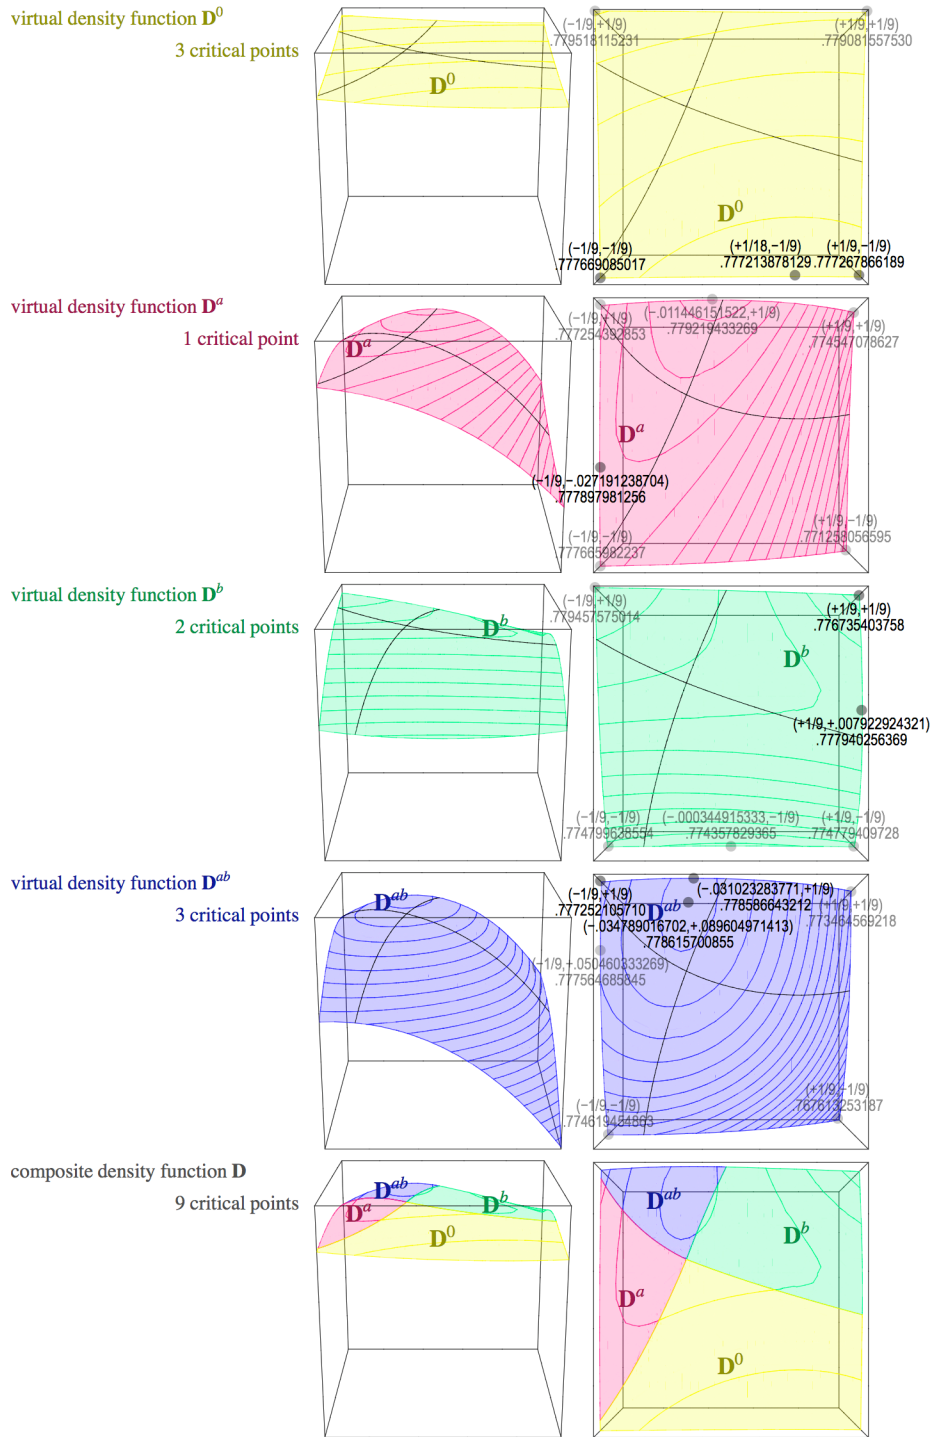 virtual density function D⁰
3 critical points
D⁰
(−1/9,+1/9)
.779518115231
(+1/9,+1/9)
.779081557530
D⁰
(−1/9,−1/9)
.777669085017
(+1/18,−1/9)
.777213878129
(+1/9,−1/9)
.777267866189
virtual density function Dᵃ
1 critical point
Dᵃ
(−1/9,+1/9)
.777254392853
(−.011446151522,+1/9)
.779219433269
(+1/9,+1/9)
.774547078627
Dᵃ
(−1/9,−.027191238704)
.777897981256
(−1/9,−1/9)
.777665982237
(+1/9,−1/9)
.771258056595
virtual density function Dᵇ
2 critical points
Dᵇ
(−1/9,+1/9)
.779457575014
(+1/9,+1/9)
.776735403758
Dᵇ
(+1/9,+.007922924321)
.777940256369
(−1/9,−1/9)
.774799638554
(−.000344915333,−1/9)
.774357829365
(+1/9,−1/9)
.774779409728
virtual density function Dᵃᵇ
3 critical points
Dᵃᵇ
(−1/9,+1/9)
.777252105710
(−.031023283771,+1/9)
.778586643212
Dᵃᵇ
(+1/9,+1/9)
.773464569218
(−.034789016702,+.089604971413)
.778615700855
(−1/9,+.050460333269)
.777564685845
(−1/9,−1/9)
.774619454863
(+1/9,−1/9)
.767613253187
composite density function D
9 critical points
Dᵃ
Dᵃᵇ
Dᵇ
D⁰
Dᵃᵇ
Dᵇ
Dᵃ
D⁰